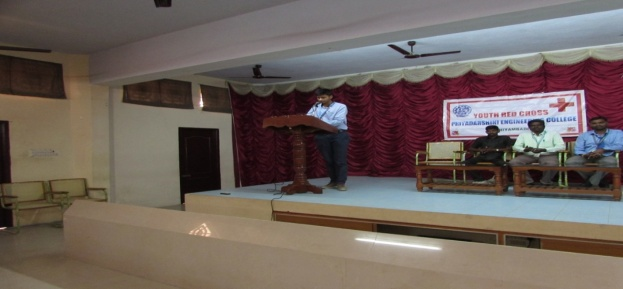 YOUTH RED CROSS
PRIYADARSHINI ENGINEERING COLLEGE